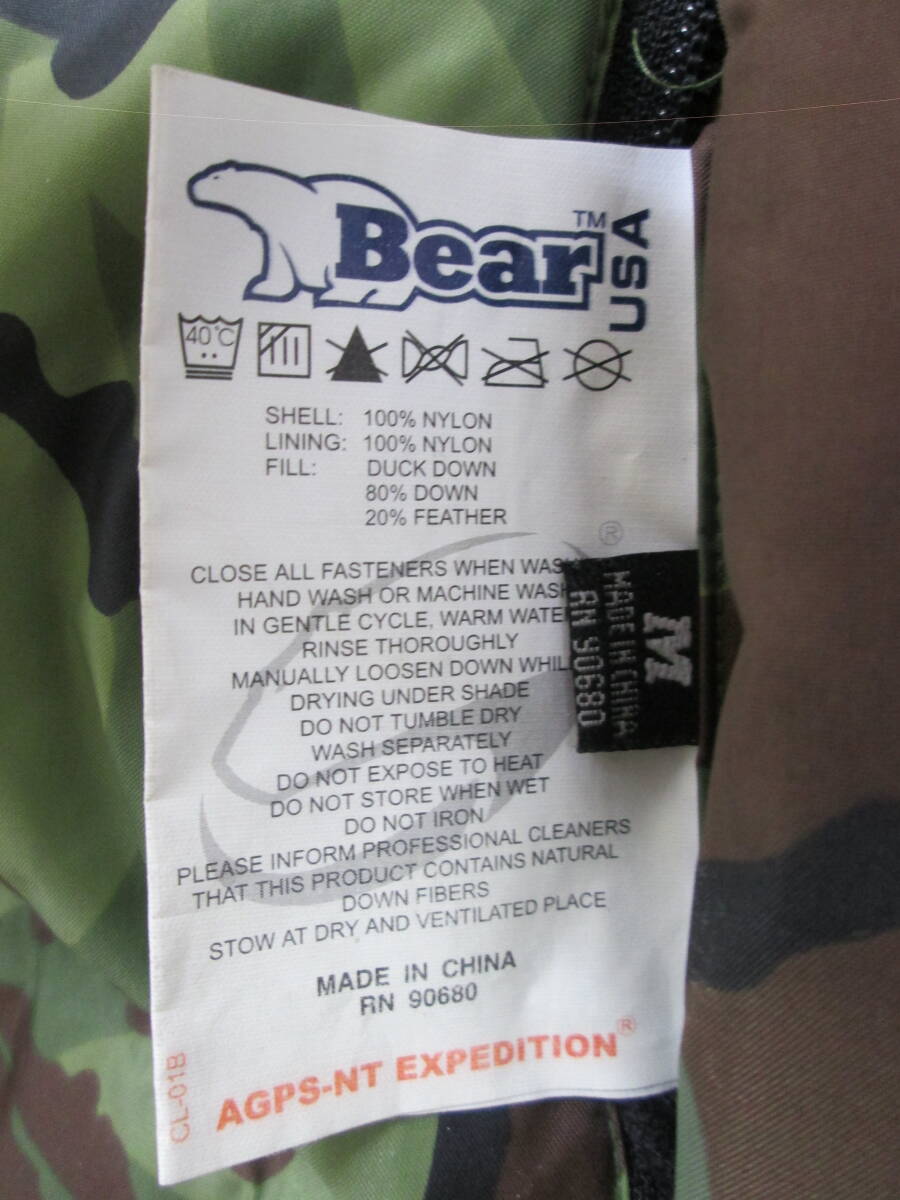 Bear™ USA
40°C
SHELL: 100% NYLON
LINING: 100% NYLON
FILL: DUCK DOWN
80% DOWN
20% FEATHER
®
CLOSE ALL FASTENERS WHEN WASH
HAND WASH OR MACHINE WASH
IN GENTLE CYCLE, WARM WATE
RINSE THOROUGHLY
MANUALLY LOOSEN DOWN WHIL
DRYING UNDER SHADE
DO NOT TUMBLE DRY
WASH SEPARATELY
DO NOT EXPOSE TO HEAT
DO NOT STORE WHEN WET
DO NOT IRON
PLEASE INFORM PROFESSIONAL CLEANERS
THAT THIS PRODUCT CONTAINS NATURAL
DOWN FIBERS
STOW AT DRY AND VENTILATED PLACE
MADE IN CHINA
RN 90680
AGPS-NT EXPEDITION®
CL-01B
M
MADE IN CHINA
RN 90680